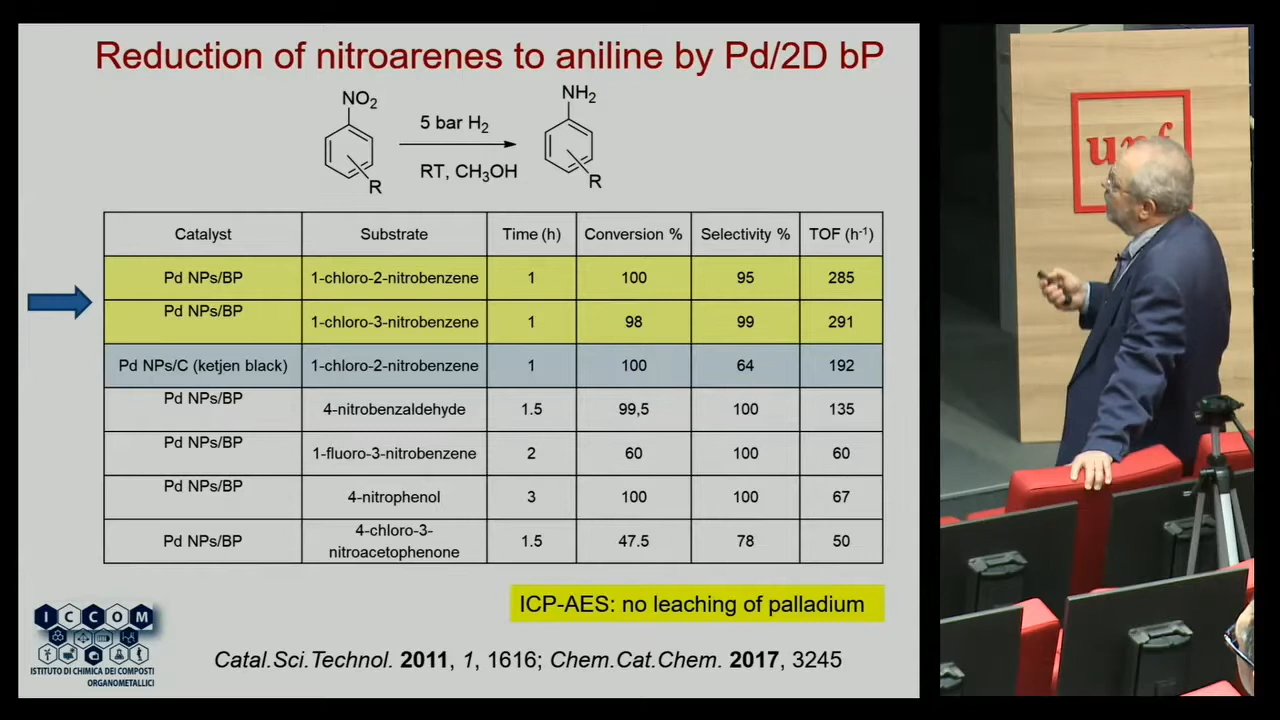 Reduction of nitroarenes to aniline by Pd/2D bP
NO2
5 bar H2
RT, CH3OH
R
NH2
R
Catalyst Substrate Time (h) Conversion % Selectivity % TOF (h-1)
Pd NPs/BP 1-chloro-2-nitrobenzene 1 100 95 285
Pd NPs/BP 1-chloro-3-nitrobenzene 1 98 99 291
Pd NPs/C (ketjen black) 1-chloro-2-nitrobenzene 1 100 64 192
Pd NPs/BP 4-nitrobenzaldehyde 1.5 99,5 100 135
Pd NPs/BP 1-fluoro-3-nitrobenzene 2 60 100 60
Pd NPs/BP 4-nitrophenol 3 100 100 67
Pd NPs/BP 4-chloro-3-
nitroacetophenone 1.5 47.5 78 50
ICP-AES: no leaching of palladium
ICCOM
ISTITUTO DI CHIMICA DEI COMPOSTI
ORGANOMETALLICI
Catal.Sci.Technol. 2011, 1, 1616; Chem.Cat.Chem. 2017, 3245